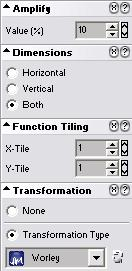 Amplify
Value (%) 10
Dimensions
Horizontal
Vertical
Both
Function Tiling
X-Tile 1
Y-Tile 1
Transformation
None
Transformation Type
Worley